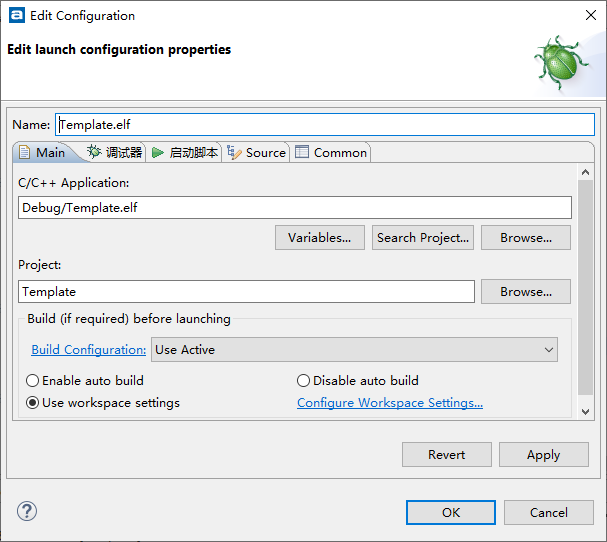 Edit Configuration
Edit launch configuration properties
Name: Template.elf
Main 调试器 启动脚本 Source Common
C/C++ Application:
Debug/Template.elf
Variables... Search Project... Browse...
Project:
Template Browse...
Build (if required) before launching
Build Configuration: Use Active
Enable auto build Disable auto build
Use workspace settings Configure Workspace Settings...
Revert Apply
? OK Cancel